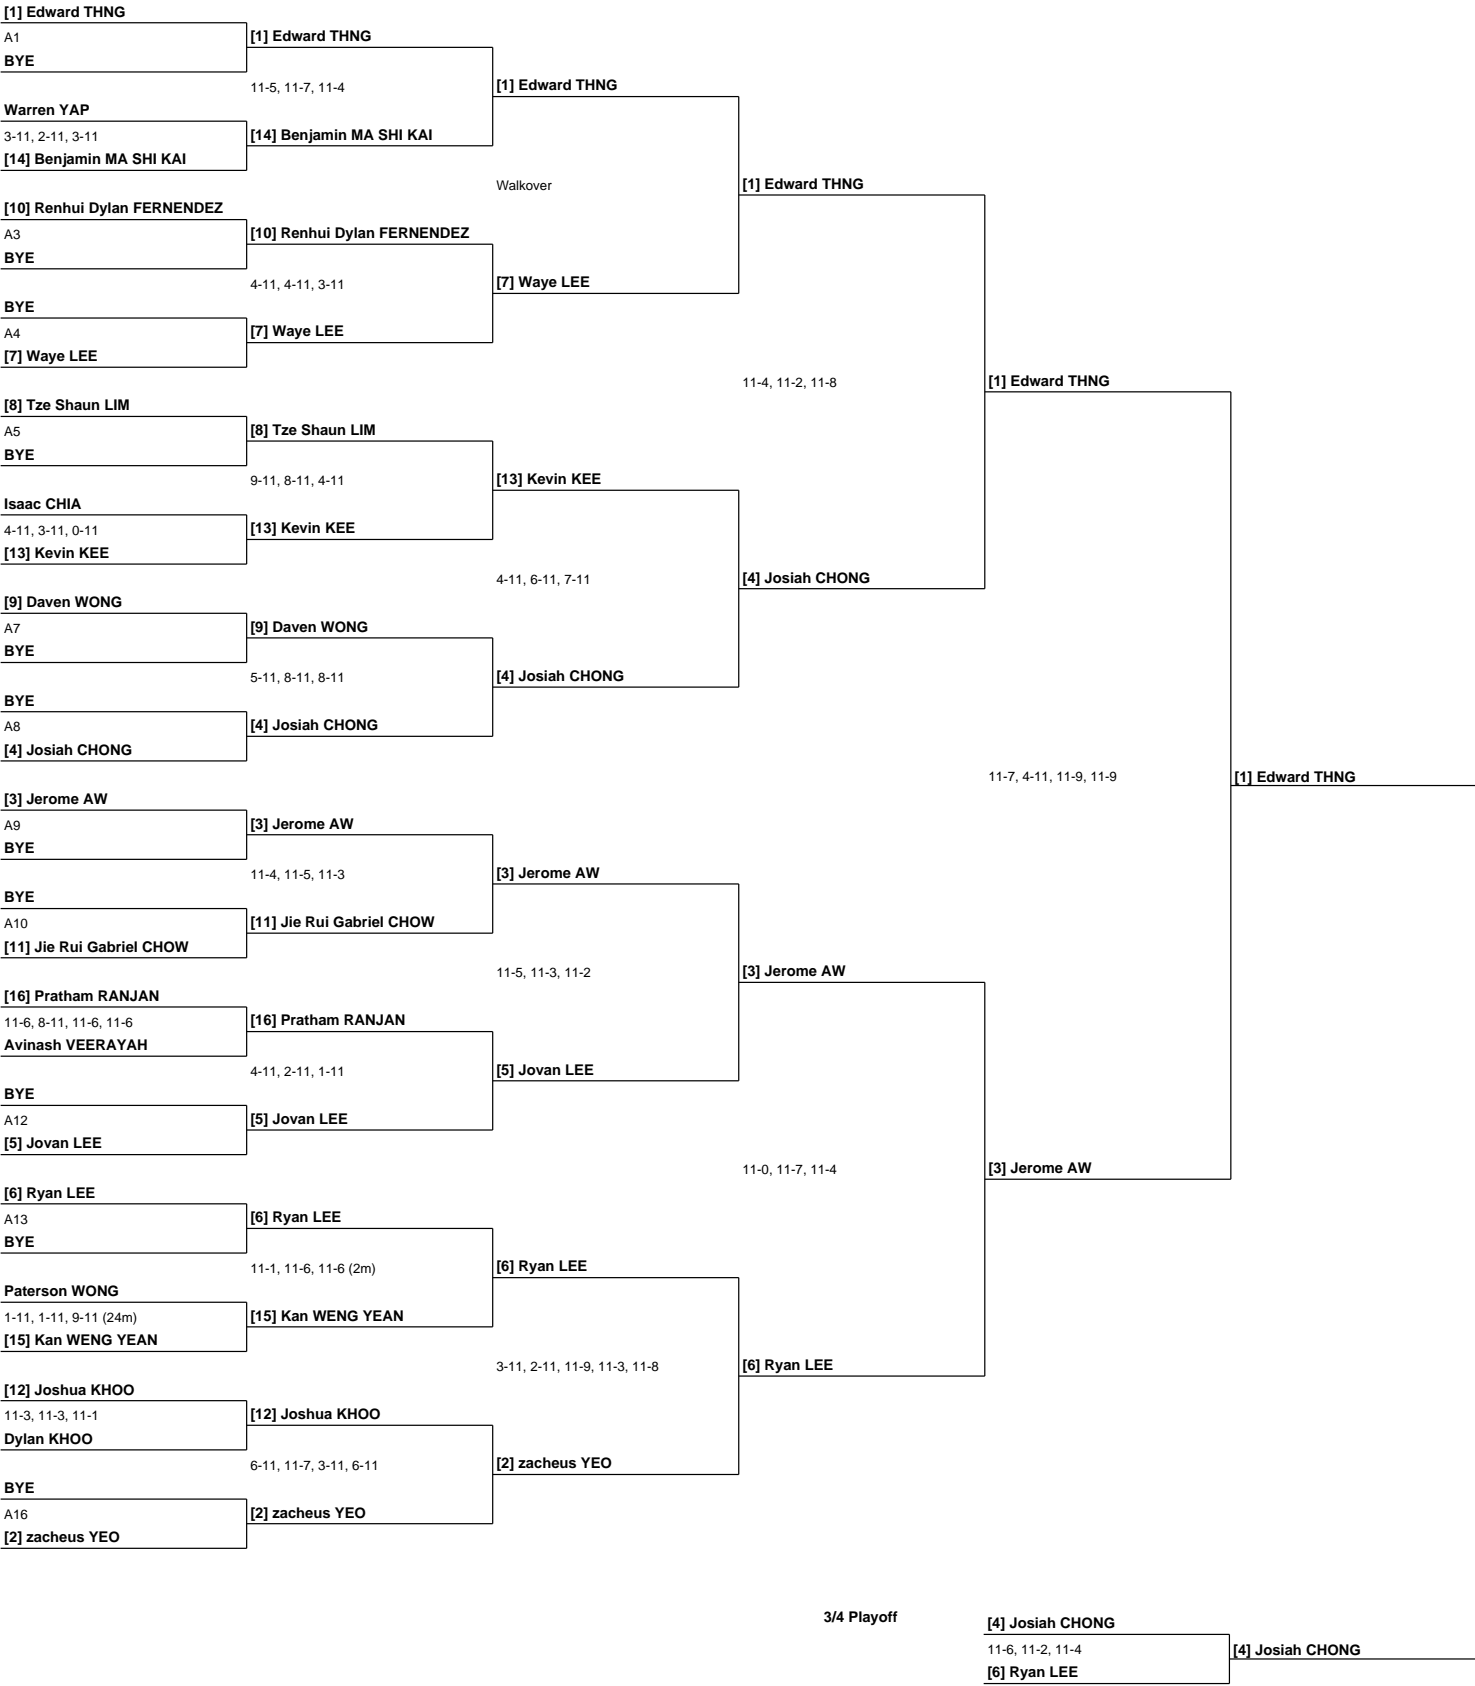 [1] Edward THNG
A1
BYE
Warren YAP
3-11, 2-11, 3-11
[14] Benjamin MA SHI KAI
[10] Renhui Dylan FERNENDEZ
A3
BYE
BYE
A4
[7] Waye LEE
[8] Tze Shaun LIM
A5
BYE
Isaac CHIA
4-11, 3-11, 0-11
[13] Kevin KEE
[9] Daven WONG
A7
BYE
BYE
A8
[4] Josiah CHONG
[3] Jerome AW
A9
BYE
BYE
A10
[11] Jie Rui Gabriel CHOW
[16] Pratham RANJAN
11-6, 8-11, 11-6, 11-6
Avinash VEERAYAH
BYE
A12
[5] Jovan LEE
[6] Ryan LEE
A13
BYE
Paterson WONG
1-11, 1-11, 9-11 (24m)
[15] Kan WENG YEAN
[12] Joshua KHOO
11-3, 11-3, 11-1
Dylan KHOO
BYE
A16
[2] zacheus YEO
[1] Edward THNG
11-5, 11-7, 11-4
[14] Benjamin MA SHI KAI
[10] Renhui Dylan FERNENDEZ
4-11, 4-11, 3-11
[7] Waye LEE
[8] Tze Shaun LIM
9-11, 8-11, 4-11
[13] Kevin KEE
[9] Daven WONG
5-11, 8-11, 8-11
[4] Josiah CHONG
[3] Jerome AW
11-4, 11-5, 11-3
[11] Jie Rui Gabriel CHOW
[16] Pratham RANJAN
4-11, 2-11, 1-11
[5] Jovan LEE
[6] Ryan LEE
11-1, 11-6, 11-6 (2m)
[15] Kan WENG YEAN
[12] Joshua KHOO
6-11, 11-7, 3-11, 6-11
[2] zacheus YEO
[1] Edward THNG
Walkover
[7] Waye LEE
[13] Kevin KEE
4-11, 6-11, 7-11
[4] Josiah CHONG
[3] Jerome AW
11-5, 11-3, 11-2
[5] Jovan LEE
[6] Ryan LEE
3-11, 2-11, 11-9, 11-3, 11-8
[2] zacheus YEO
[1] Edward THNG
11-4, 11-2, 11-8
[4] Josiah CHONG
[3] Jerome AW
11-0, 11-7, 11-4
[6] Ryan LEE
[1] Edward THNG
11-7, 4-11, 11-9, 11-9
[3] Jerome AW
[1] Edward THNG
3/4 Playoff
[4] Josiah CHONG
11-6, 11-2, 11-4
[6] Ryan LEE
[4] Josiah CHONG